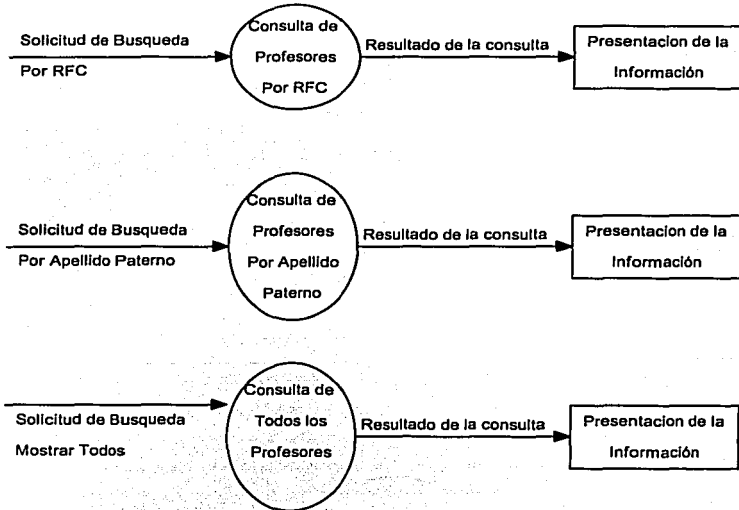 Solicitud de Busqueda
Por RFC
Consulta de
Profesores
Por RFC
Resultado de la consulta
Presentacion de la
Información
Solicitud de Busqueda
Por Apellido Paterno
Consulta de
Profesores
Por Apellido
Paterno
Resultado de la consulta
Presentacion de la
Información
Solicitud de Busqueda
Mostrar Todos
Consulta de
Todos los
Profesores
Resultado de la consulta
Presentacion de la
Información